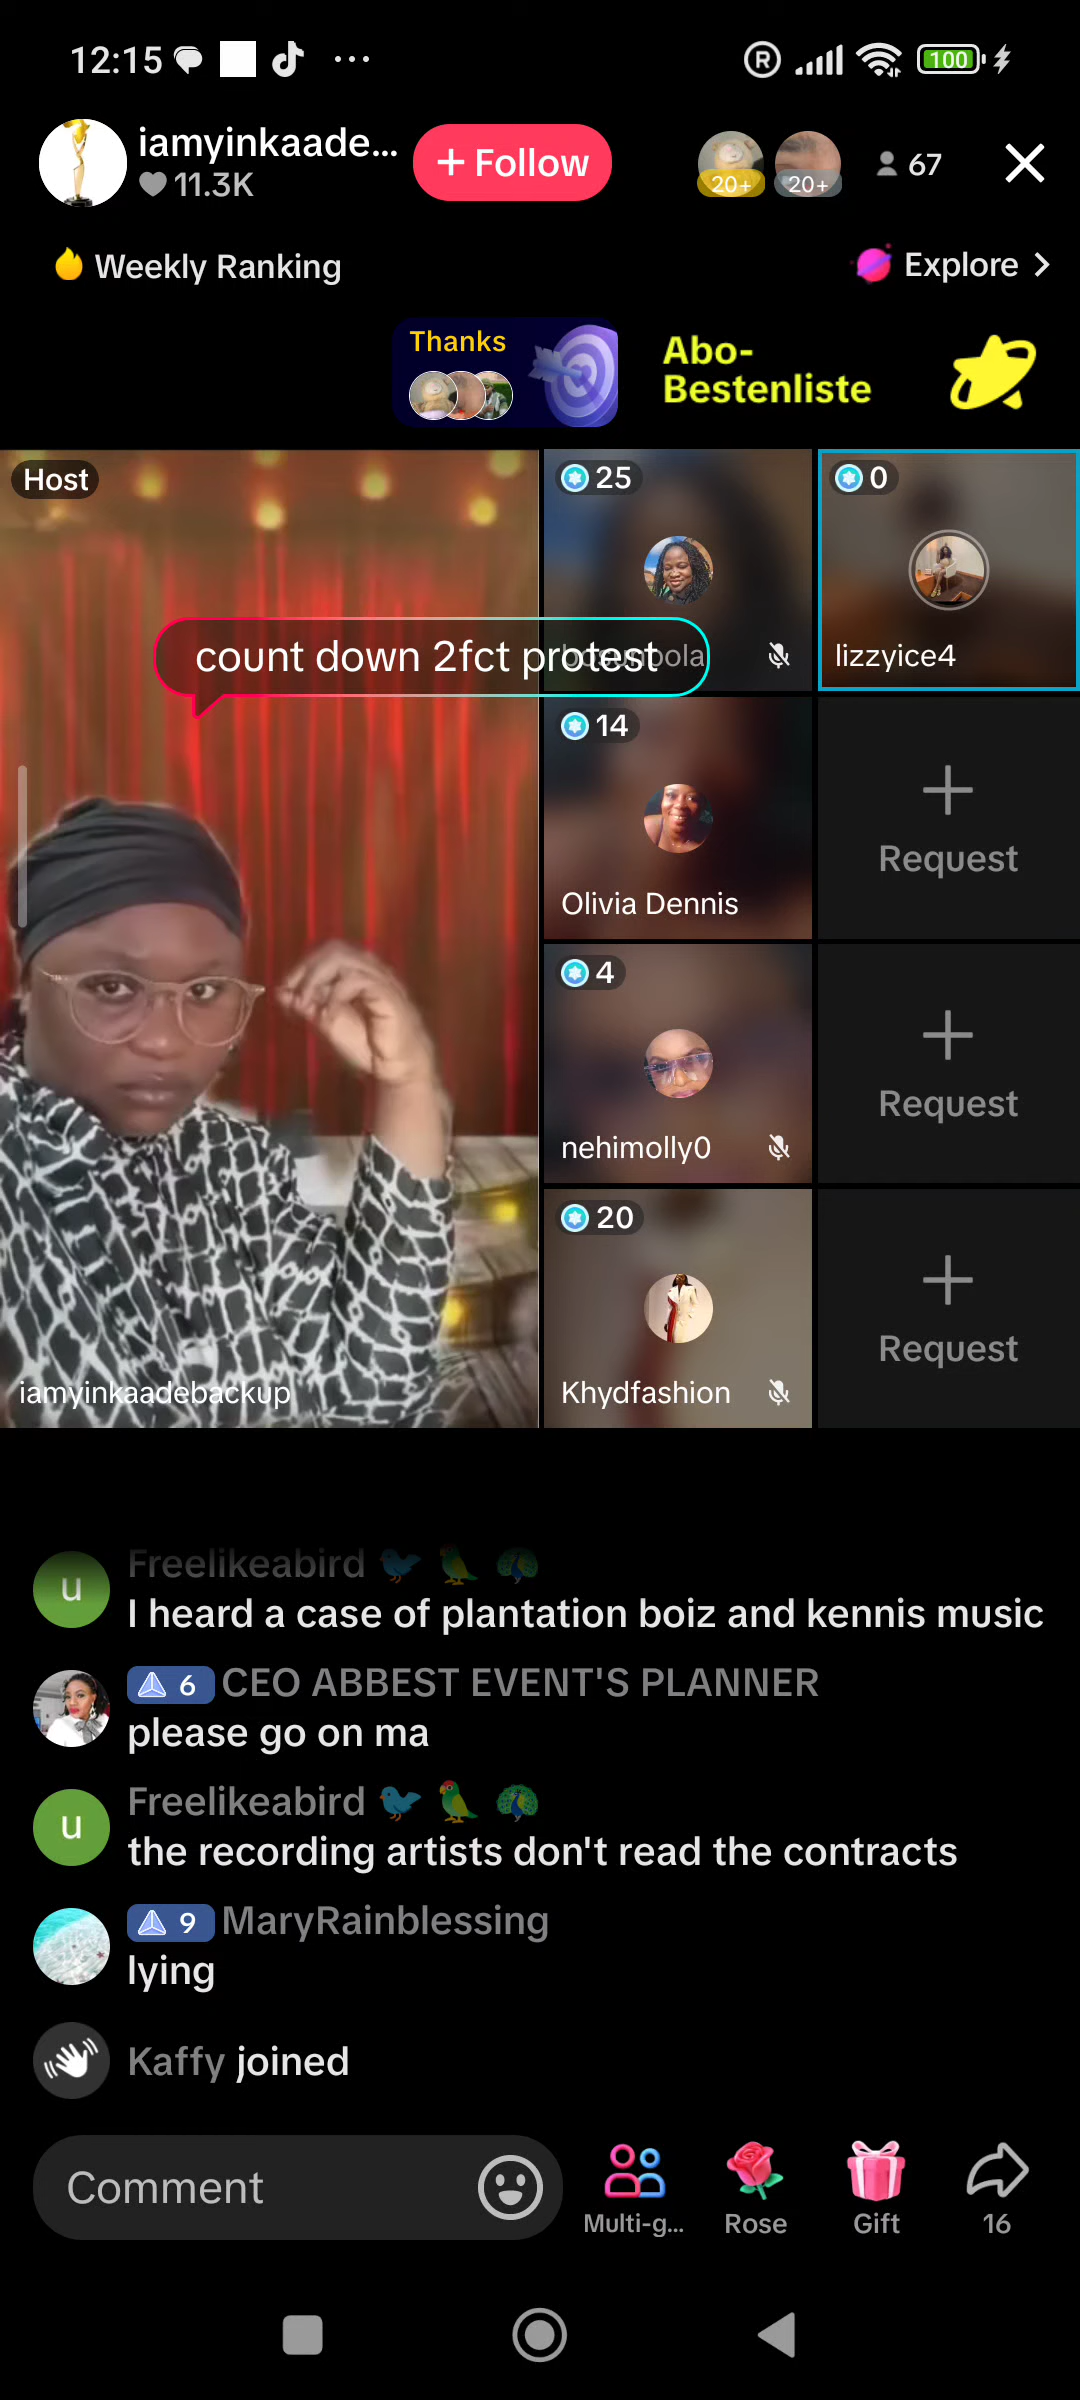 12:15
R
100
iamyinkaade...
11.3K
+ Follow
20+
20+
67
Weekly Ranking
Explore
Thanks
Abo-
Bestenliste
Host
25
0
count down 2fct protest
lizzyice4
14
Request
Olivia Dennis
4
Request
nehimolly0
20
Request
iamyinkaadebackup
Khydfashion
Freelikeabird
u
I heard a case of plantation boiz and kennis music
6 CEO ABBEST EVENT'S PLANNER
please go on ma
Freelikeabird
u
the recording artists don't read the contracts
9 MaryRainblessing
lying
Kaffy joined
Comment
Multi-g...
Rose
Gift
16